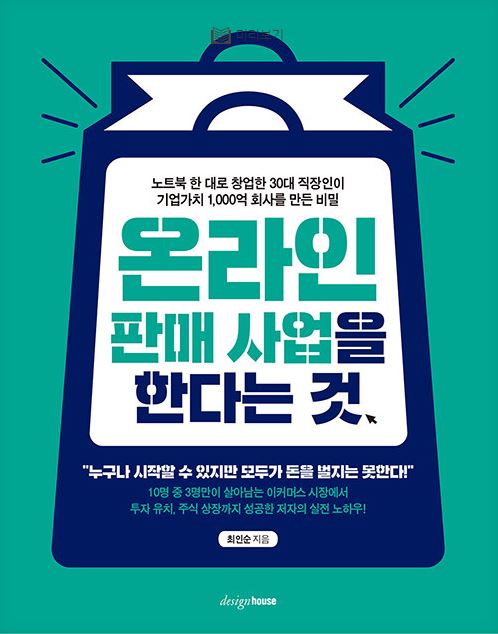 미리보기
노트북 한 대로 창업한 30대 직장인이
기업가치 1,000억 회사를 만든 비밀
온라인
판매 사업을
한다는 것
"누구나 시작할 수 있지만 모두가 돈을 벌지는 못한다!"
10명 중 3명만이 살아남는 이커머스 시장에서
투자 유치, 주식 상장까지 성공한 저자의 실전 노하우!
최인순 지음
designhouse